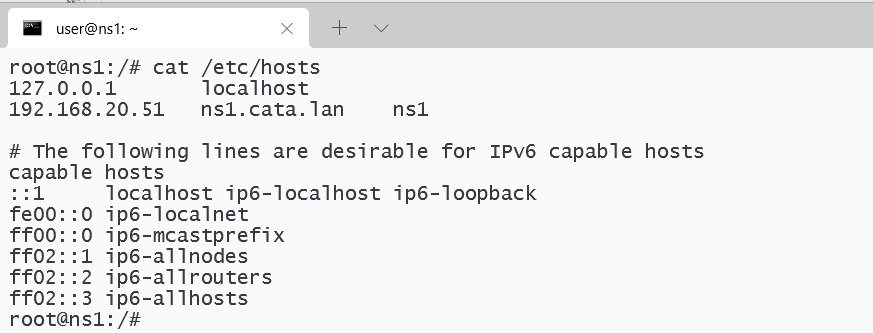 user@ns1: ~
root@ns1:/# cat /etc/hosts
127.0.0.1       localhost
192.168.20.51   ns1.cata.lan    ns1

# The following lines are desirable for IPv6 capable hosts
capable hosts
::1     localhost ip6-localhost ip6-loopback
fe00::0 ip6-localnet
ff00::0 ip6-mcastprefix
ff02::1 ip6-allnodes
ff02::2 ip6-allrouters
ff02::3 ip6-allhosts
root@ns1:/#